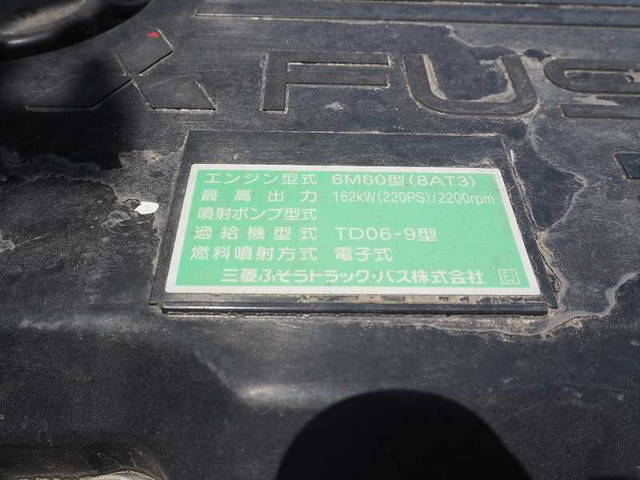 FUS
エンジン型式 6M60型(8AT3)
最高出力 162kW(220PS)/2200rpm
噴射ポンプ型式
過給機型式 TD06-9型
燃料噴射方式 電子式
三菱ふそうトラック・バス株式会社